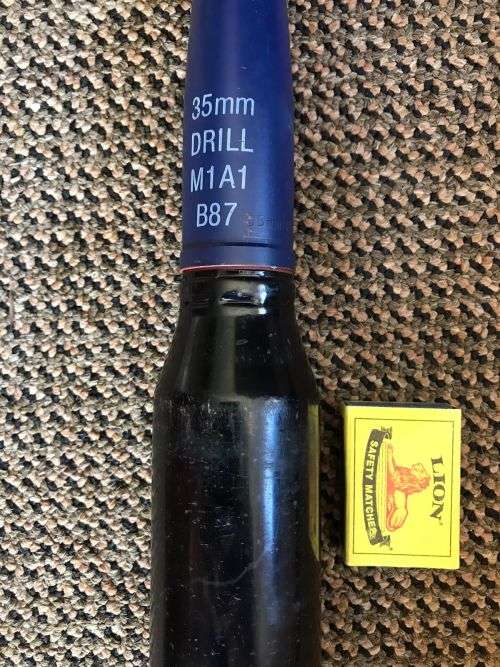 35mm
DRILL
M1A1
B87
LION
SAFETY MATCHES